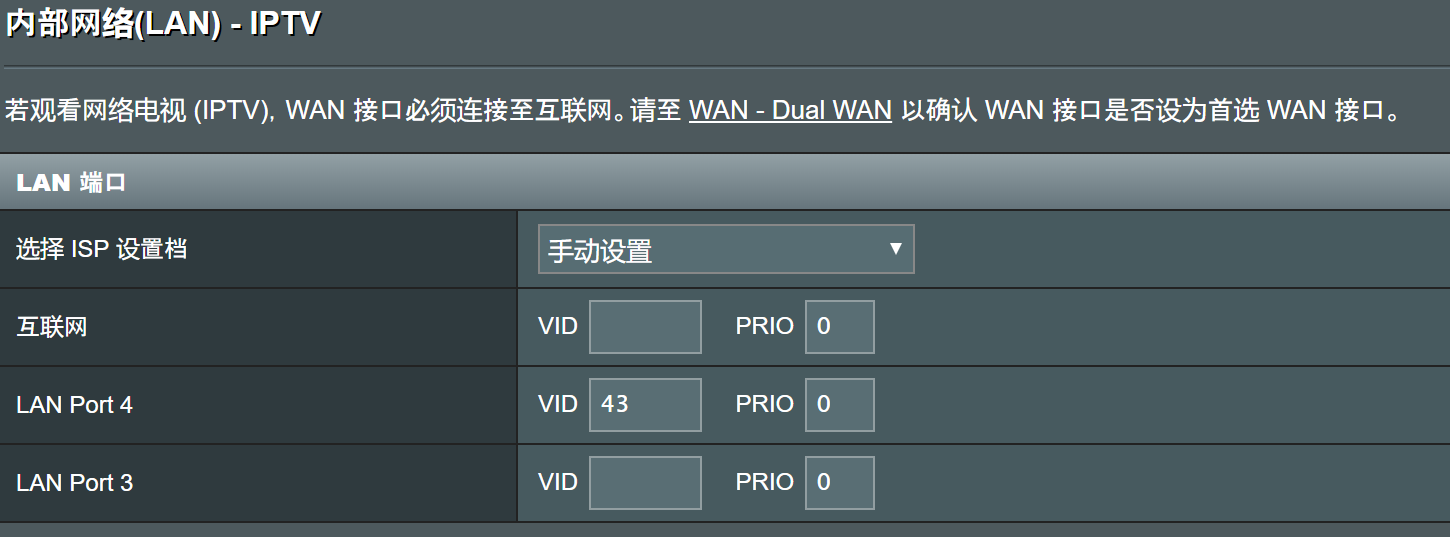 内部网络(LAN) - IPTV
若观看网络电视 (IPTV), WAN 接口必须连接至互联网。请至 WAN - Dual WAN 以确认 WAN 接口是否设为首选 WAN 接口。
LAN 端口
选择 ISP 设置档 手动设置
互联网 VID PRIO 0
LAN Port 4 VID 43 PRIO 0
LAN Port 3 VID PRIO 0